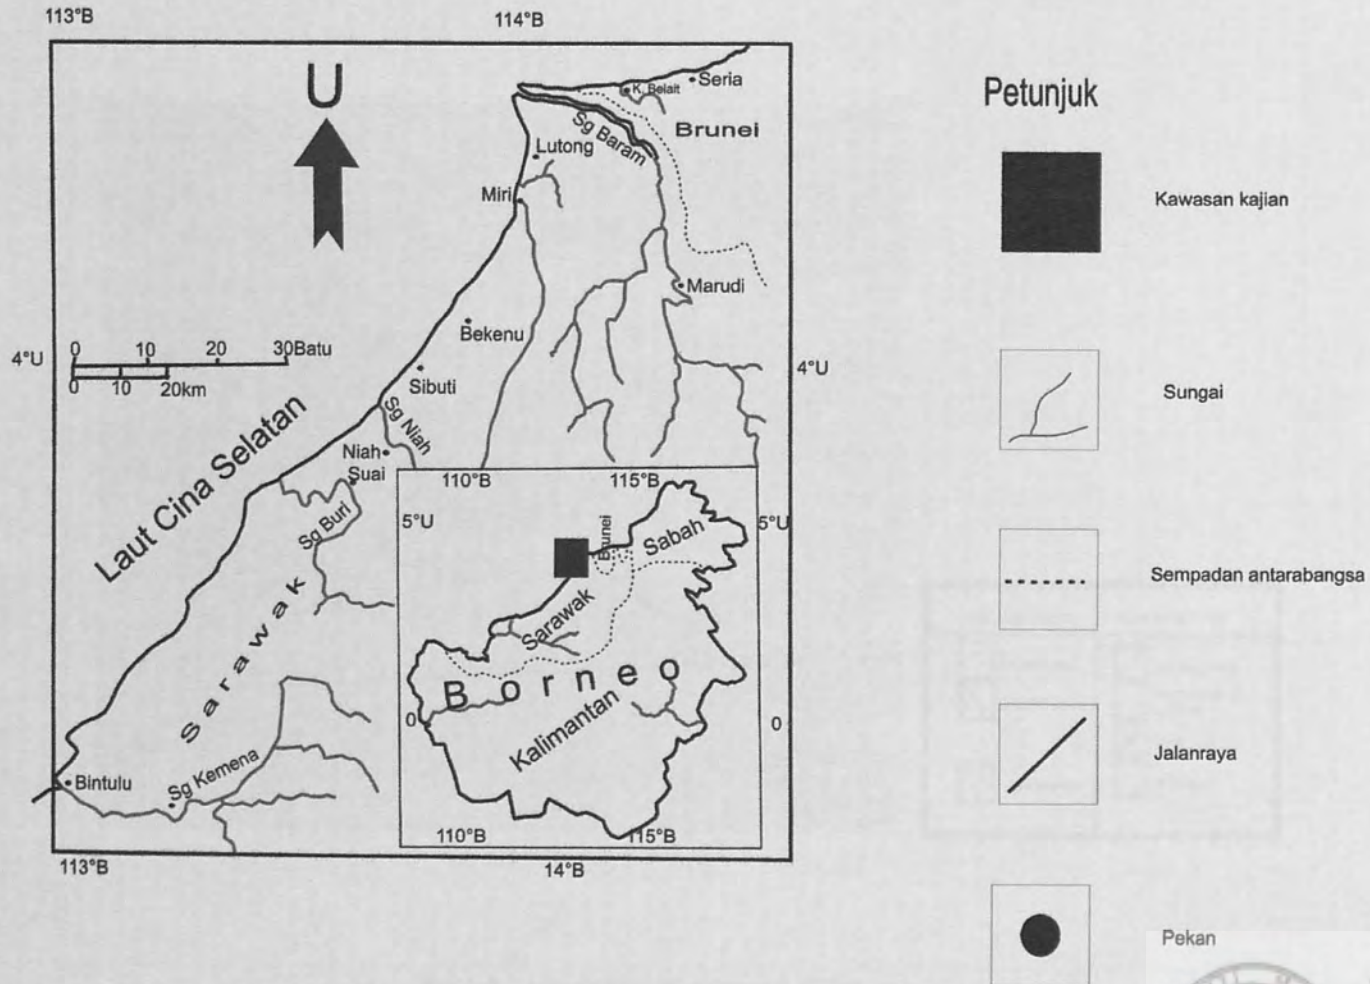 113°B 114°B
U
Seria
K. Belait
Brunei
Sg Baram
Lutong
Miri
Marudi
Bekenu
0 10 20 30Batu
0 10 20km
4°U 4°U
Sibuti
Sg Niah
Niah
Suai
Laut Cina Selatan
Sg Buri
Sarawak
Bintulu
Sg Kemena
113°B 14°B
110°B 115°B
5°U 5°U
Brunei
Sabah
Sarawak
Borneo
0 0
Kalimantan
110°B 115°B
Petunjuk
Kawasan kajian
Sungai
Sempadan antarabangsa
Jalanraya
Pekan